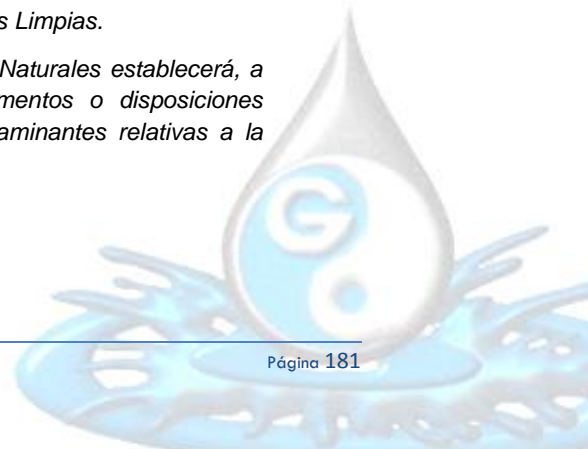 s Limpias.
Naturales establecerá, a
mentos o disposiciones
aminantes relativas a la
G
Página 181